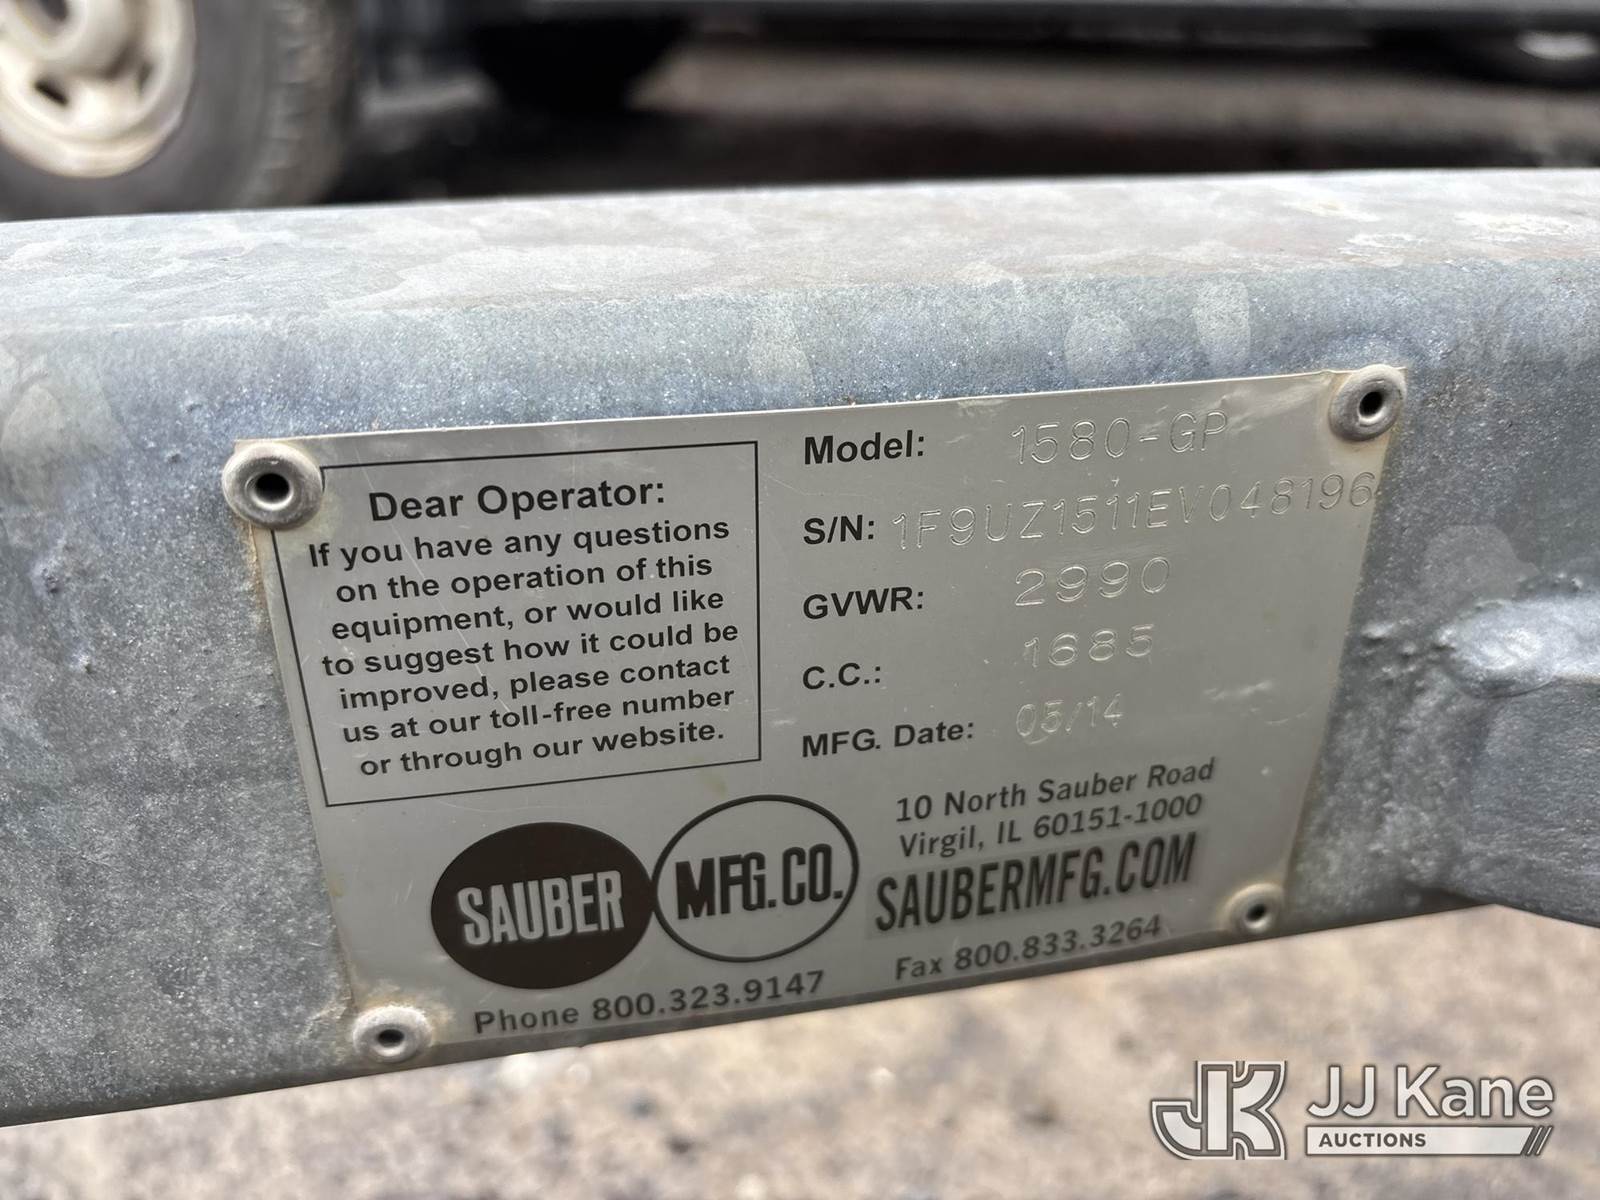 Dear Operator:
If you have any questions
on the operation of this
equipment, or would like
to suggest how it could be
improved, please contact
us at our toll-free number
or through our website.
Model: 1580-GP
S/N: 1F9UZ1511EV048196
GVWR: 2990
C.C.: 1685
MFG. Date: 05/14
SAUBER MFG.CO.
Phone 800.323.9147
10 North Sauber Road
Virgil, IL 60151-1000
SAUBERMFG.COM
Fax 800.833.3264
JK JJ Kane
AUCTIONS